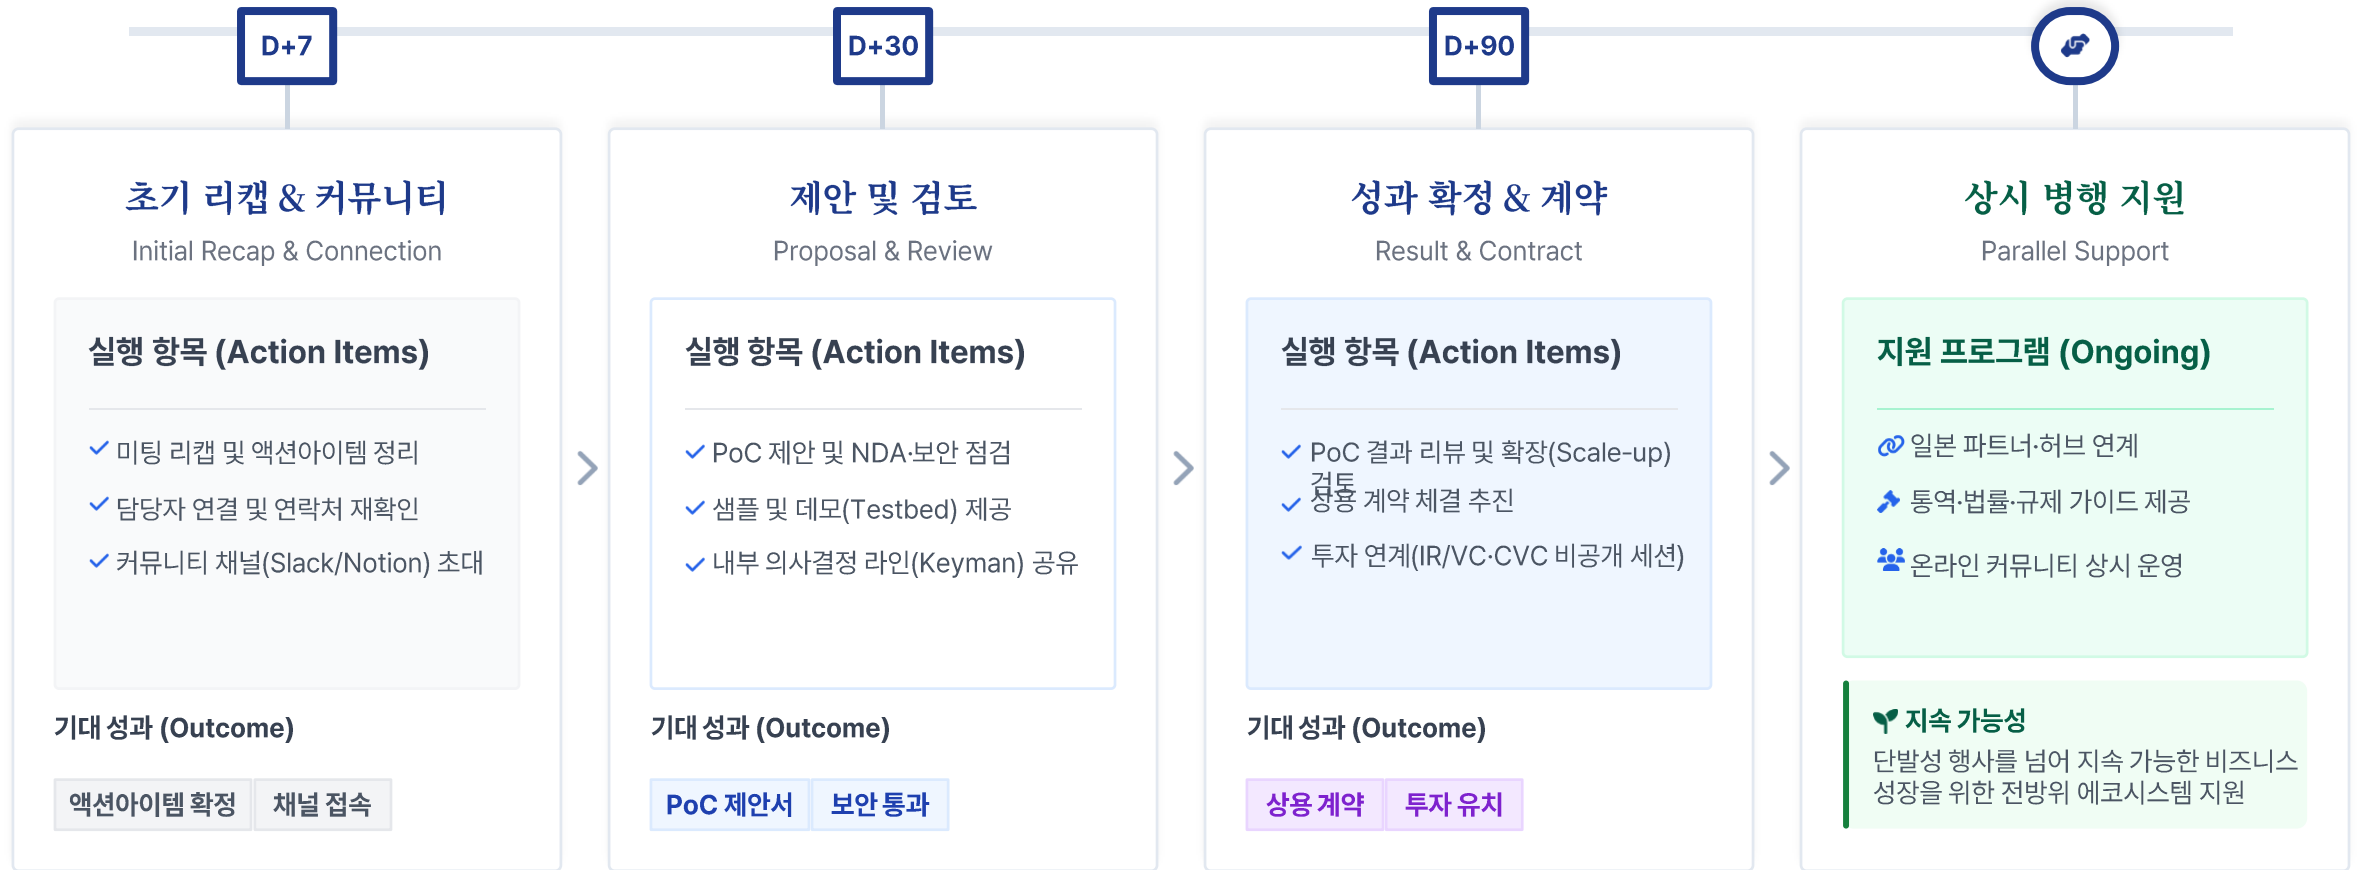 D+7
초기 리캡 & 커뮤니티
Initial Recap & Connection
실행 항목 (Action Items)
미팅 리캡 및 액션아이템 정리
담당자 연결 및 연락처 재확인
커뮤니티 채널(Slack/Notion) 초대
기대 성과 (Outcome)
액션아이템 확정
채널 접속
D+30
제안 및 검토
Proposal & Review
실행 항목 (Action Items)
PoC 제안 및 NDA·보안 점검
샘플 및 데모(Testbed) 제공
내부 의사결정 라인(Keyman) 공유
기대 성과 (Outcome)
PoC 제안서
보안 통과
D+90
성과 확정 & 계약
Result & Contract
실행 항목 (Action Items)
PoC 결과 리뷰 및 확장(Scale-up)
검토
상용 계약 체결 추진
투자 연계(IR/VC·CVC 비공개 세션)
기대 성과 (Outcome)
상용 계약
투자 유치
상시 병행 지원
Parallel Support
지원 프로그램 (Ongoing)
일본 파트너·허브 연계
통역·법률·규제 가이드 제공
온라인 커뮤니티 상시 운영
지속 가능성
단발성 행사를 넘어 지속 가능한 비즈니스
성장을 위한 전방위 에코시스템 지원